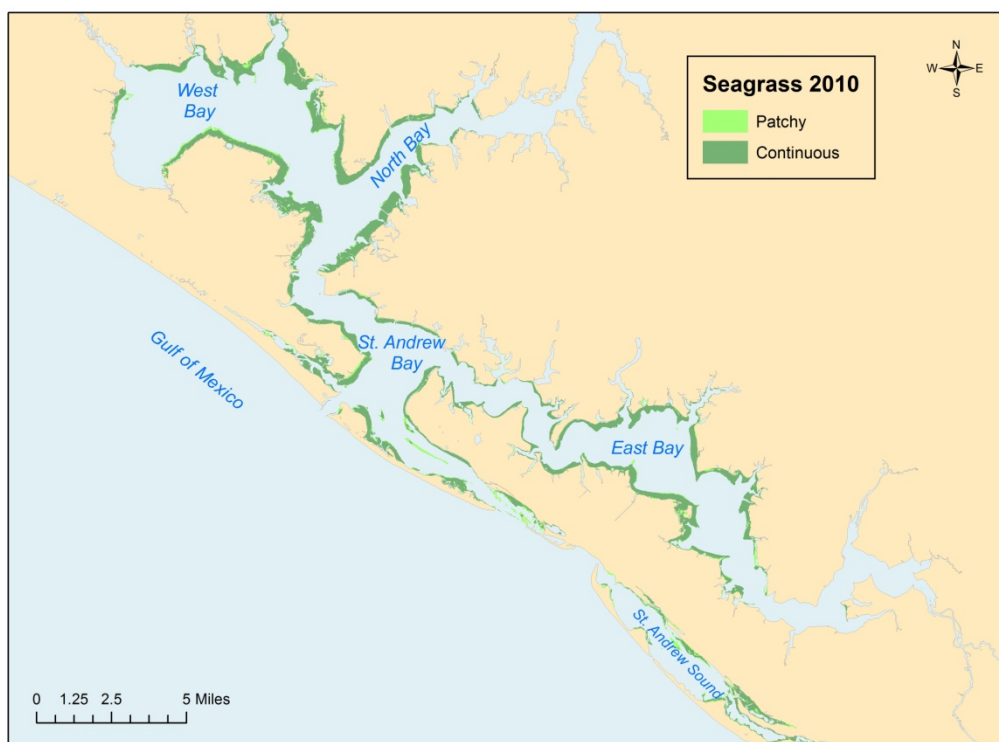 Seagrass 2010
Patchy
Continuous
N
W E
S
West
Bay
North Bay
St. Andrew
Bay
Gulf of Mexico
East Bay
St. Andrew Sound
0 1.25 2.5 5 Miles